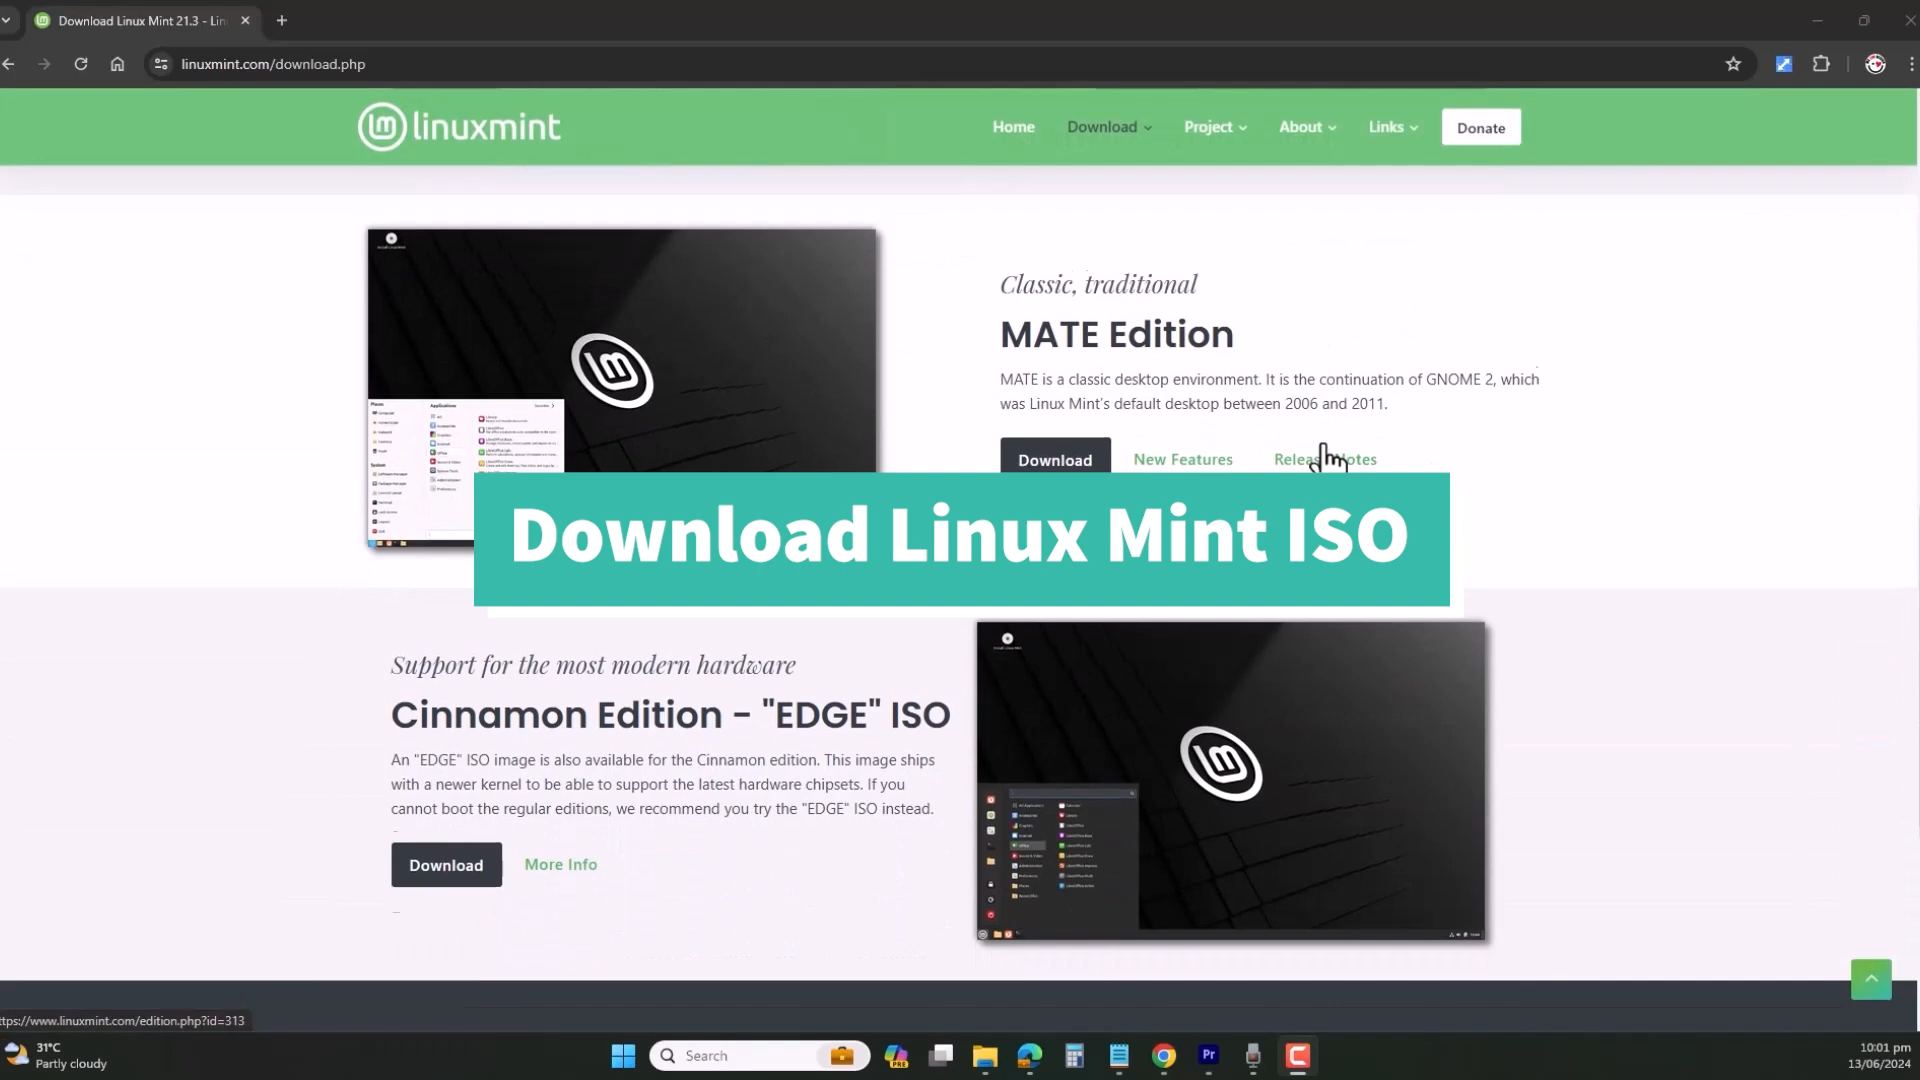 Download Linux Mint 21.3 - Lin
linuxmint.com/download.php
linuxmint
Home Download Project About Links Donate
Classic, traditional
MATE Edition
MATE is a classic desktop environment. It is the continuation of GNOME 2, which
was Linux Mint's default desktop between 2006 and 2011.
Download New Features Release Notes
Download Linux Mint ISO
Support for the most modern hardware
Cinnamon Edition - "EDGE" ISO
An "EDGE" ISO image is also available for the Cinnamon edition. This image ships
with a newer kernel to be able to support the latest hardware chipsets. If you
cannot boot the regular editions, we recommend you try the "EDGE" ISO instead.
Download More Info
ttps://www.linuxmint.com/edition.php?id=313
31°C
Partly cloudy
Search
PRE
Pr
10:01 pm
13/06/2024